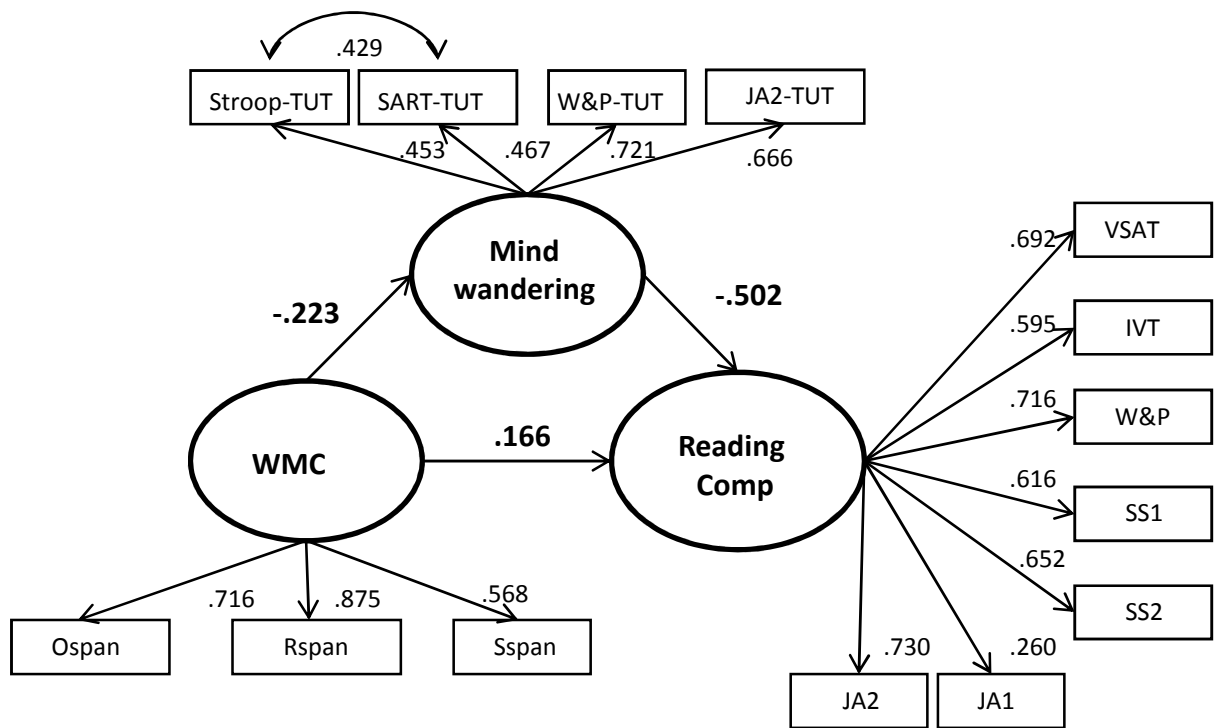 .429
Stroop-TUT
SART-TUT
W&P-TUT
JA2-TUT
.453
.467
.721
.666
Mind
wandering
.692
VSAT
-.223
-.502
.595
IVT
.716
W&P
WMC
.166
Reading
Comp
.616
SS1
.652
SS2
.716
.875
.568
Ospan
Rspan
Sspan
.730
.260
JA2
JA1